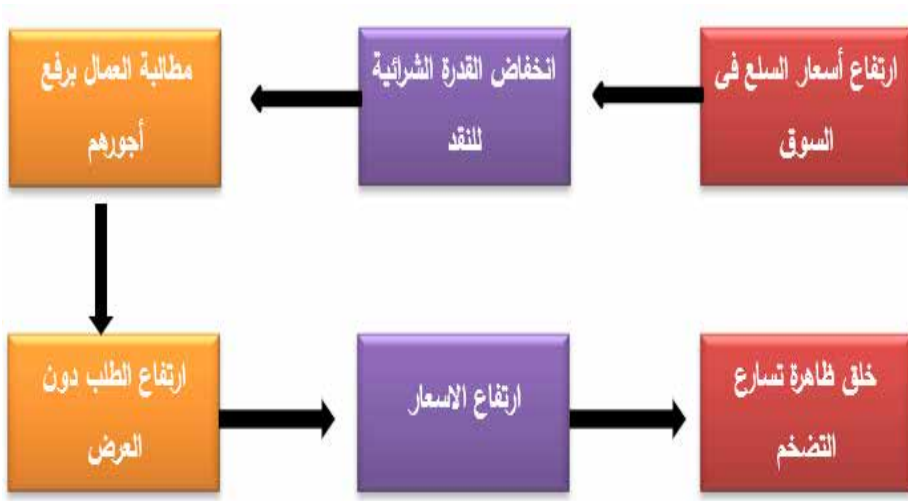 ارتفاع أسعار السلع فى
السوق
انخفاض القدرة الشرائية
للنقد
مطالبة العمال برفع
أجورهم
ارتفاع الطلب دون
العرض
ارتفاع الاسعار
خلق ظاهرة تسارع
التضخم